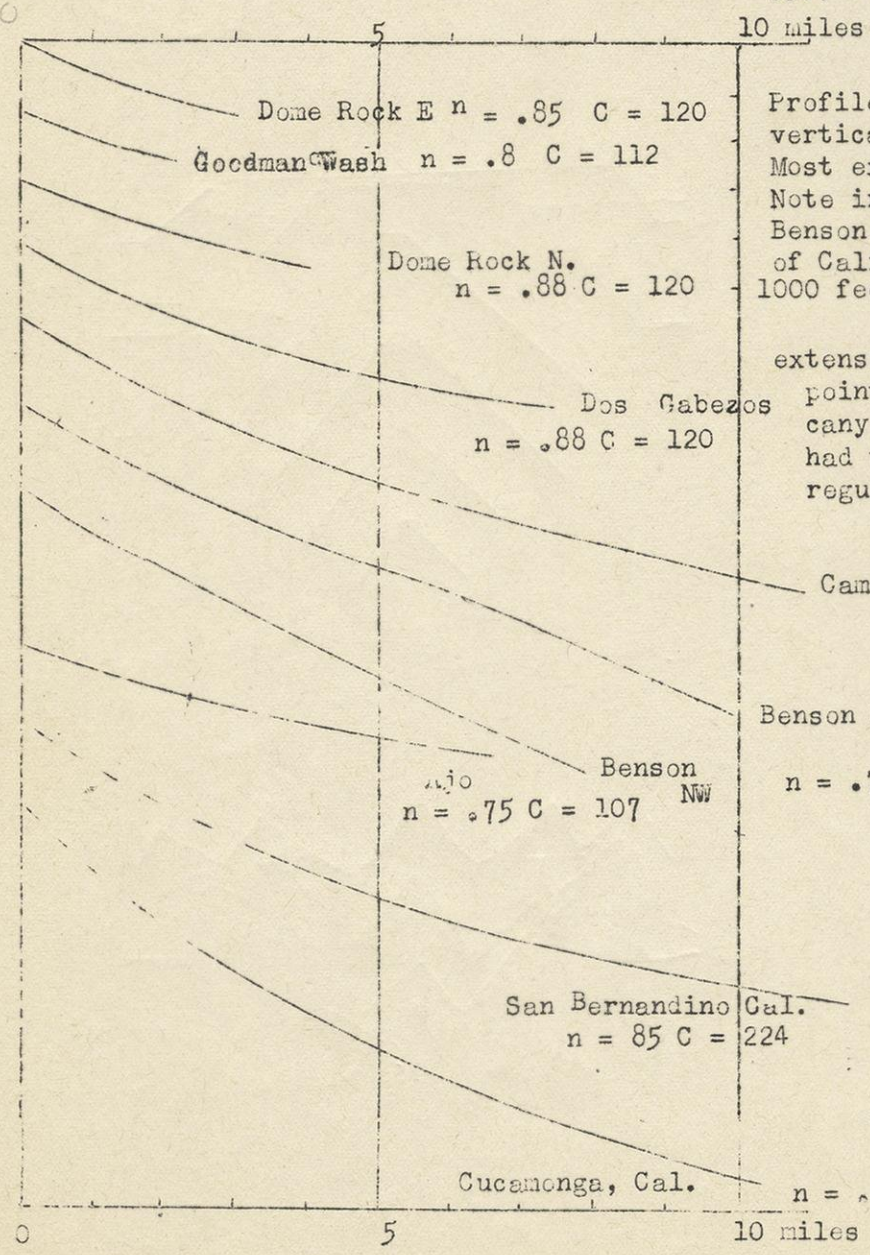 5 10 miles
Dome Rock E n = .85 C = 120
Goodman Wash n = .8 C = 112
Dome Rock N.
n = .88 C = 120
Dos Cabezos
n = .88 C = 120
Cam
Benson
n = .
Benson
NW
Ajo
n = .75 C = 107
San Bernandino Cal.
n = 85 C = 224
Cucamonga, Cal.
n =
0 5 10 miles
Profil
vertica
Most e
Note i
Benson
of Cal
1000 fe
extens
poin
cany
had
regu